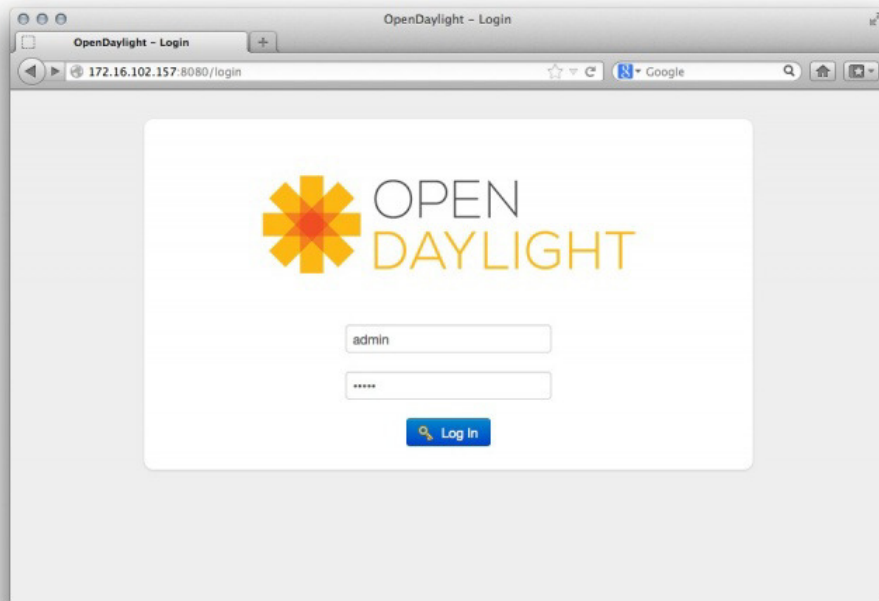 OpenDaylight – Login
OpenDaylight – Login
172.16.102.157:8080/login
Google
OPEN
DAYLIGHT
admin
•••••
Log In